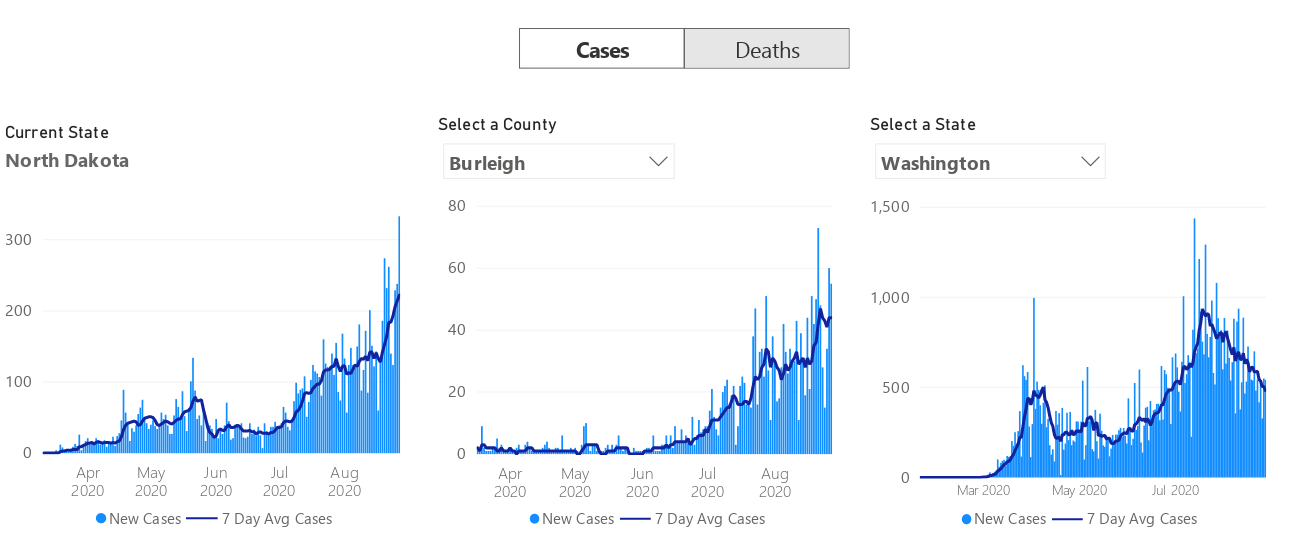 Cases Deaths
Current State
North Dakota
300
200
100
0
Apr 2020 May 2020 Jun 2020 Jul 2020 Aug 2020
New Cases 7 Day Avg Cases
Select a County
Burleigh
80
60
40
20
0
Apr 2020 May 2020 Jun 2020 Jul 2020 Aug 2020
New Cases 7 Day Avg Cases
Select a State
Washington
1,500
1,000
500
0
Mar 2020 May 2020 Jul 2020
New Cases 7 Day Avg Cases